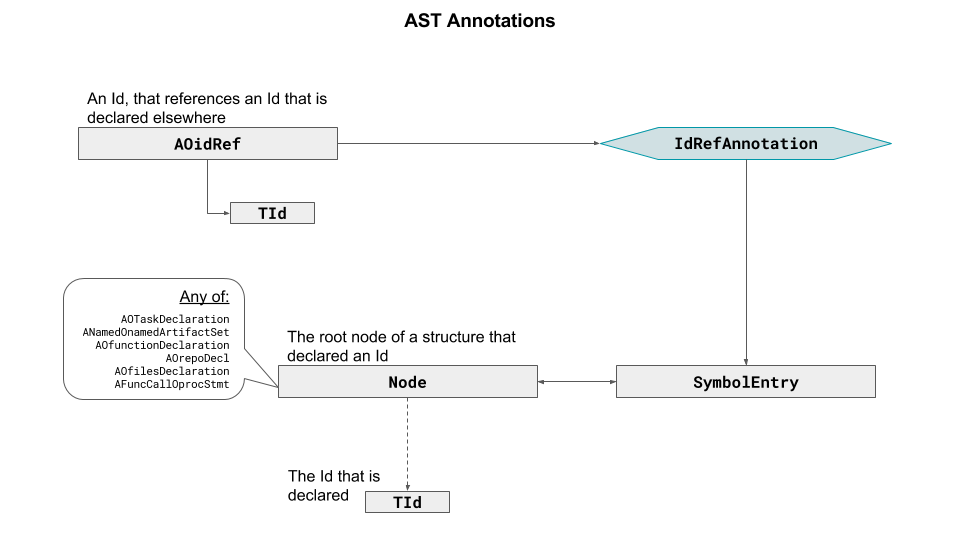 AST Annotations
An Id, that references an Id that is
declared elsewhere
AOidRef
IdRefAnnotation
TId
Any of:
AOTaskDeclaration
ANamedOnamedArtifactSet
AOfunctionDeclaration
AOrepoDecl
AOfilesDeclaration
AFuncCallOprocStmt
The root node of a structure that
declared an Id
Node
SymbolEntry
The Id that is
declared
TId